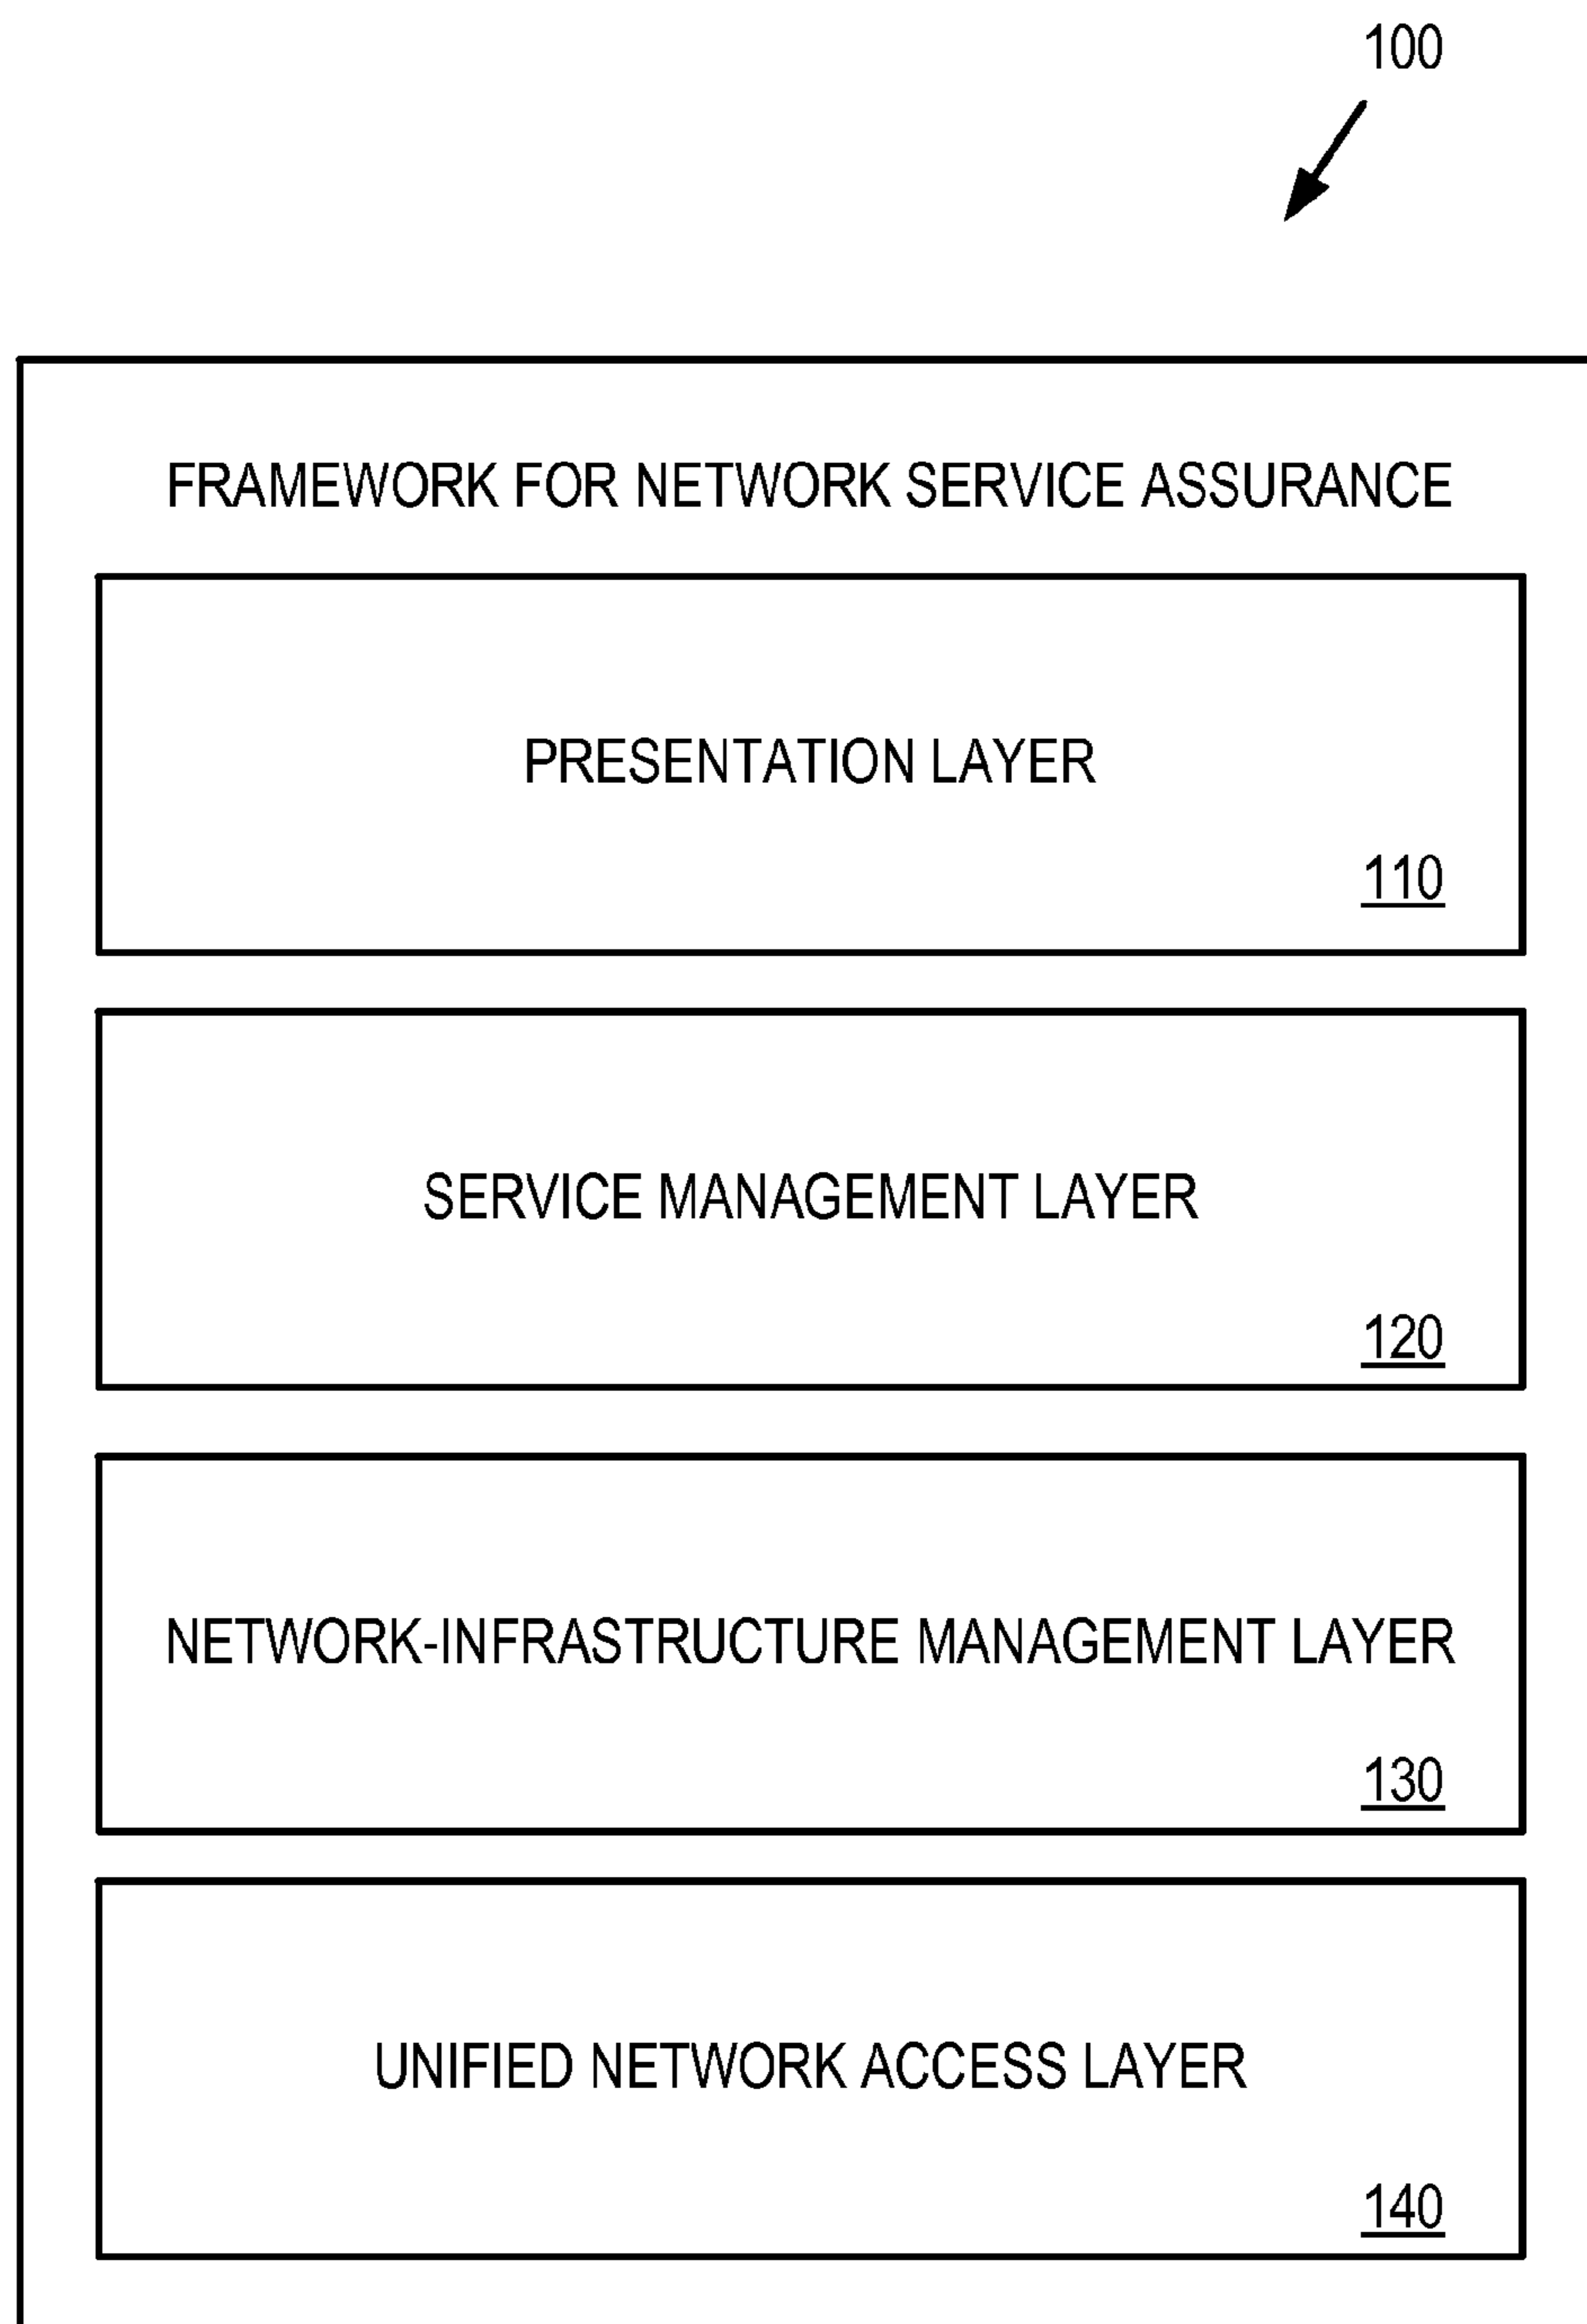 100
FRAMEWORK FOR NETWORK SERVICE ASSURANCE
PRESENTATION LAYER
110
SERVICE MANAGEMENT LAYER
120
NETWORK-INFRASTRUCTURE MANAGEMENT LAYER
130
UNIFIED NETWORK ACCESS LAYER
140